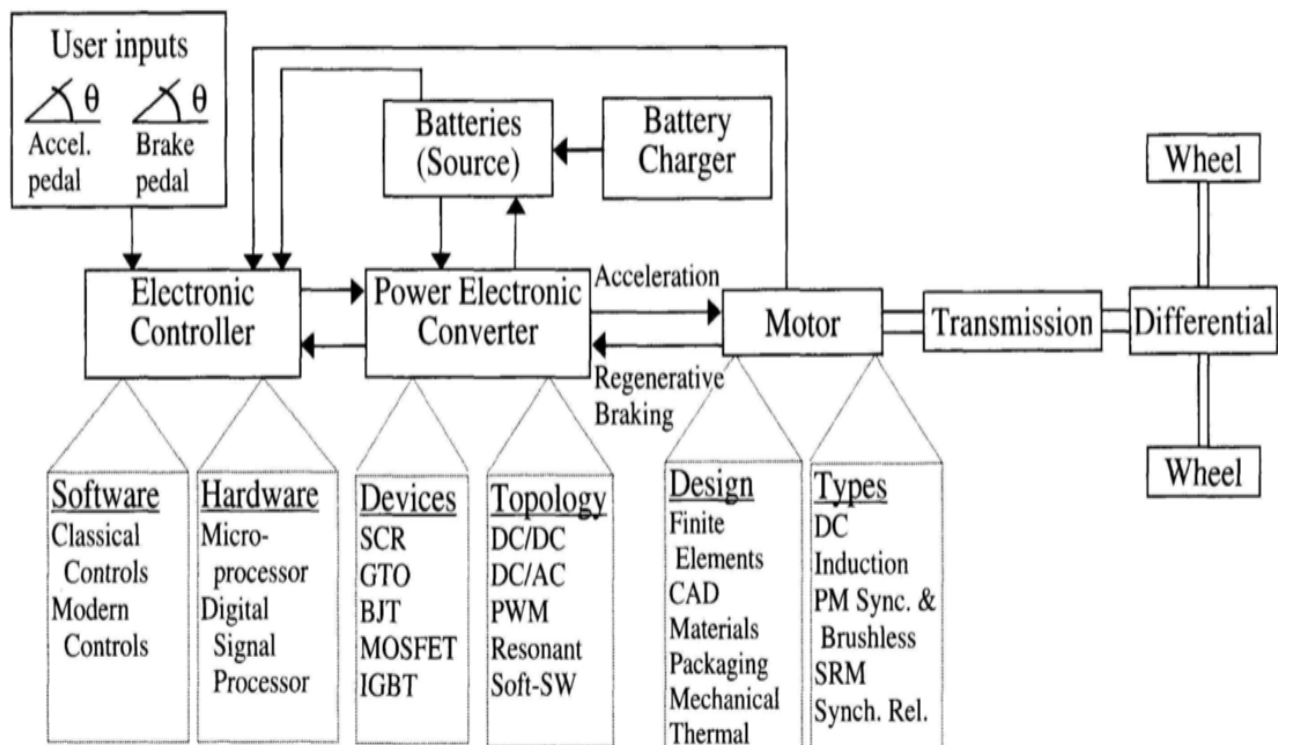 User inputs
θ
θ
Accel.
pedal
Brake
pedal
Batteries
(Source)
Battery
Charger
Wheel
Electronic
Controller
Power Electronic
Converter
Acceleration
Regenerative
Braking
Motor
Transmission
Differential
Wheel
Software
Classical
Controls
Modern
Controls
Hardware
Micro-
processor
Digital
Signal
Processor
Devices
SCR
GTO
BJT
MOSFET
IGBT
Topology
DC/DC
DC/AC
PWM
Resonant
Soft-SW
Design
Finite
Elements
CAD
Materials
Packaging
Mechanical
Thermal
Types
DC
Induction
PM Sync. &
Brushless
SRM
Synch. Rel.